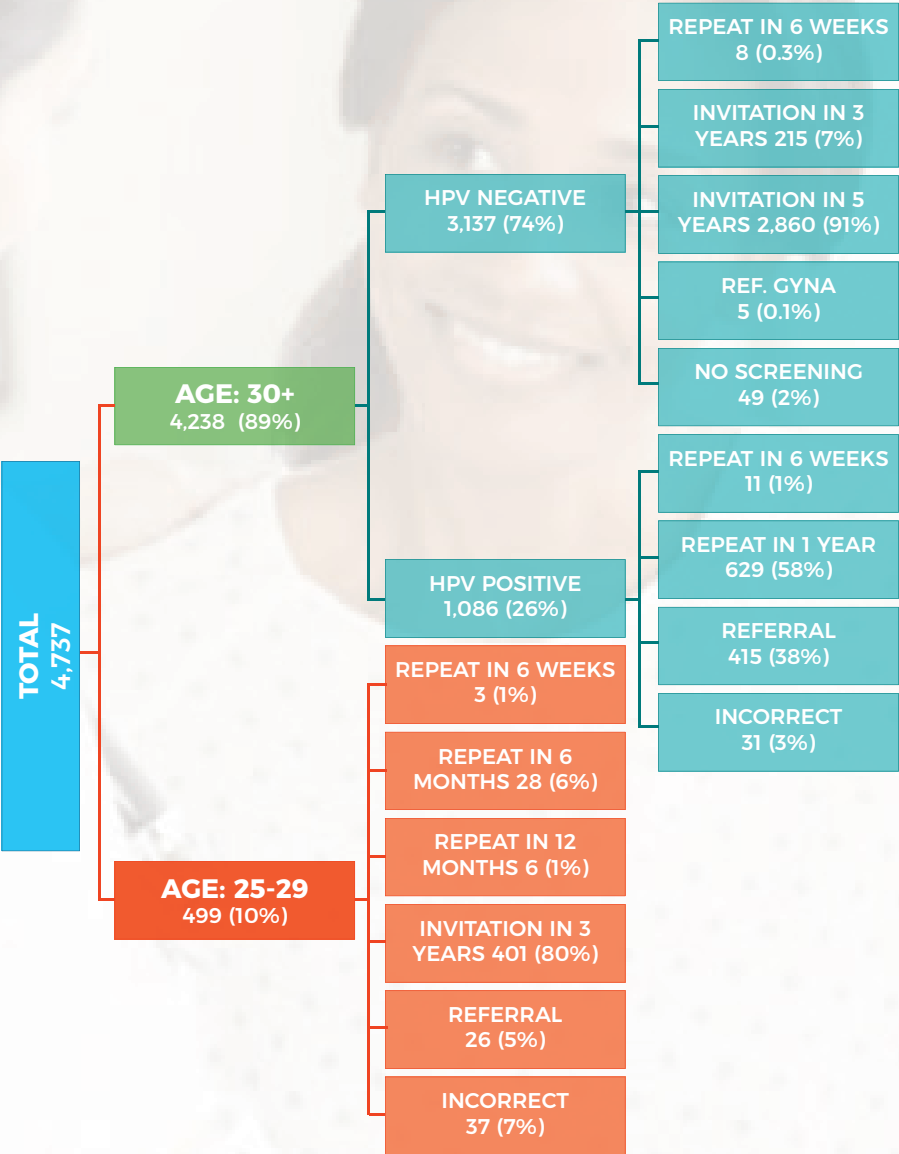 TOTAL
4,737
AGE: 30+
4,238 (89%)
HPV NEGATIVE
3,137 (74%)
REPEAT IN 6 WEEKS
8 (0.3%)
INVITATION IN 3
YEARS 215 (7%)
INVITATION IN 5
YEARS 2,860 (91%)
REF. GYNA
5 (0.1%)
NO SCREENING
49 (2%)
HPV POSITIVE
1,086 (26%)
REPEAT IN 6 WEEKS
11 (1%)
REPEAT IN 1 YEAR
629 (58%)
REFERRAL
415 (38%)
INCORRECT
31 (3%)
AGE: 25-29
499 (10%)
REPEAT IN 6 WEEKS
3 (1%)
REPEAT IN 6
MONTHS 28 (6%)
REPEAT IN 12
MONTHS 6 (1%)
INVITATION IN 3
YEARS 401 (80%)
REFERRAL
26 (5%)
INCORRECT
37 (7%)